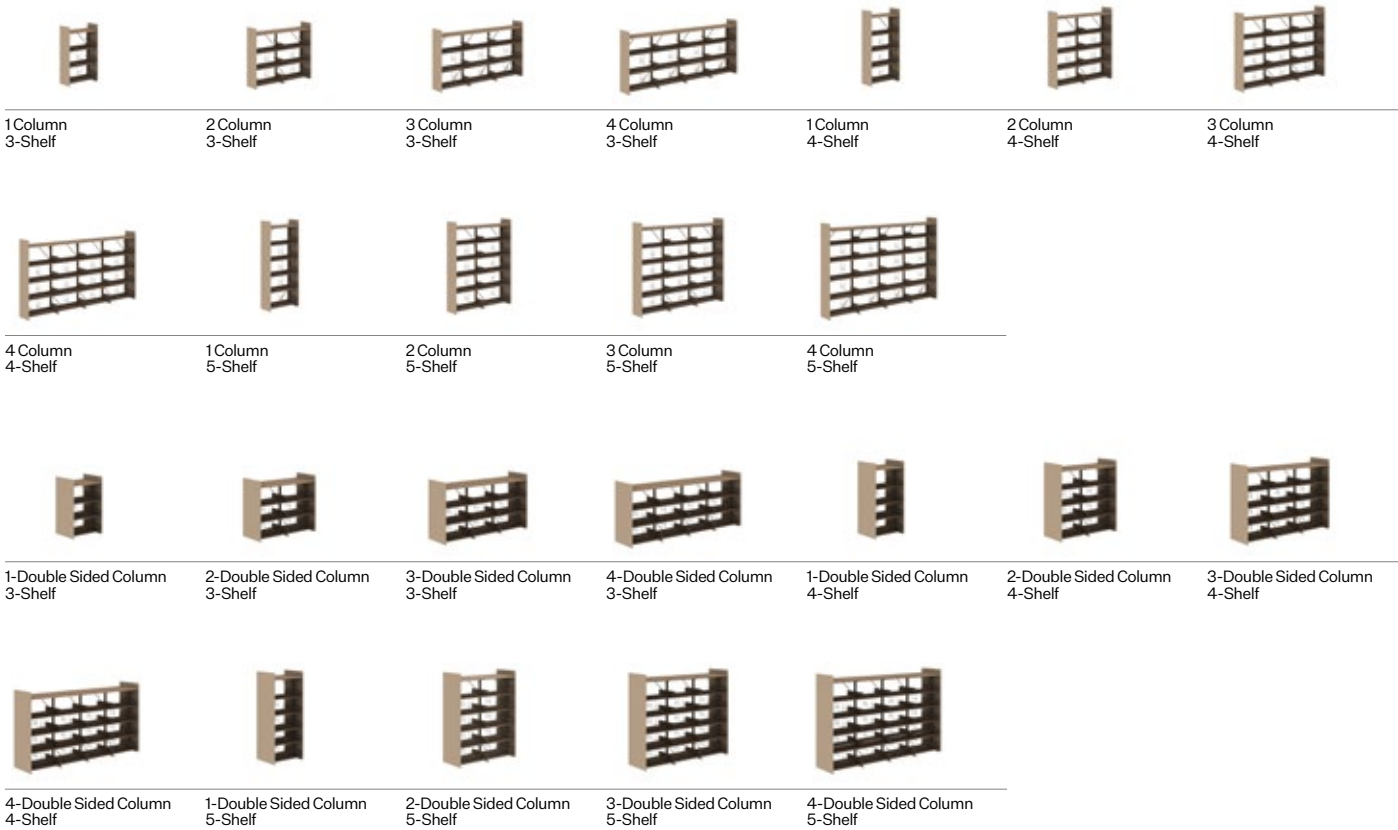 1 Column
3-Shelf
2 Column
3-Shelf
3 Column
3-Shelf
4 Column
3-Shelf
1 Column
4-Shelf
2 Column
4-Shelf
3 Column
4-Shelf
4 Column
4-Shelf
1 Column
5-Shelf
2 Column
5-Shelf
3 Column
5-Shelf
4 Column
5-Shelf
1-Double Sided Column
3-Shelf
2-Double Sided Column
3-Shelf
3-Double Sided Column
3-Shelf
4-Double Sided Column
3-Shelf
1-Double Sided Column
4-Shelf
2-Double Sided Column
4-Shelf
3-Double Sided Column
4-Shelf
4-Double Sided Column
4-Shelf
1-Double Sided Column
5-Shelf
2-Double Sided Column
5-Shelf
3-Double Sided Column
5-Shelf
4-Double Sided Column
5-Shelf